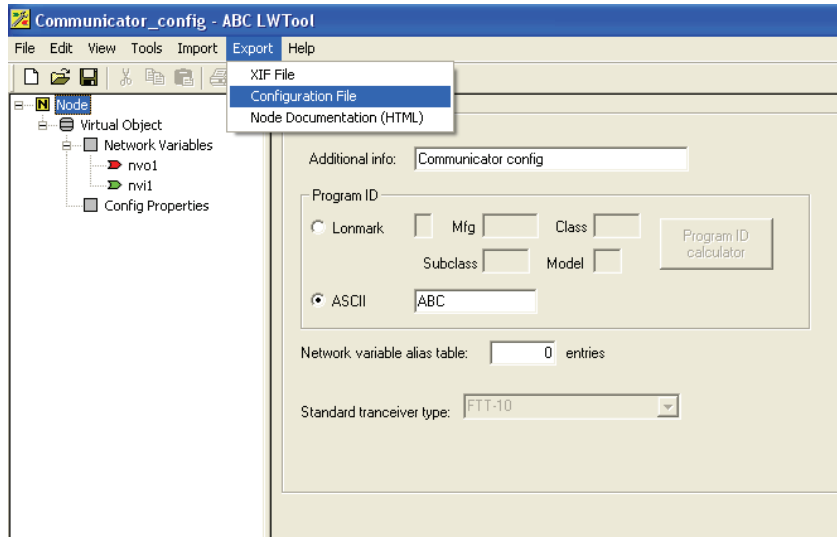 Communicator_config - ABC LWTool
File Edit View Tools Import Export Help
XIF File
Configuration File
Node Documentation (HTML)
N Node
Virtual Object
Network Variables
nvo1
nvi1
Config Properties
Additional info: Communicator config
Program ID
Lonmark Mfg Class
Subclass Model
Program ID
calculator
ASCII ABC
Network variable alias table: 0 entries
Standard tranceiver type: FTT-10